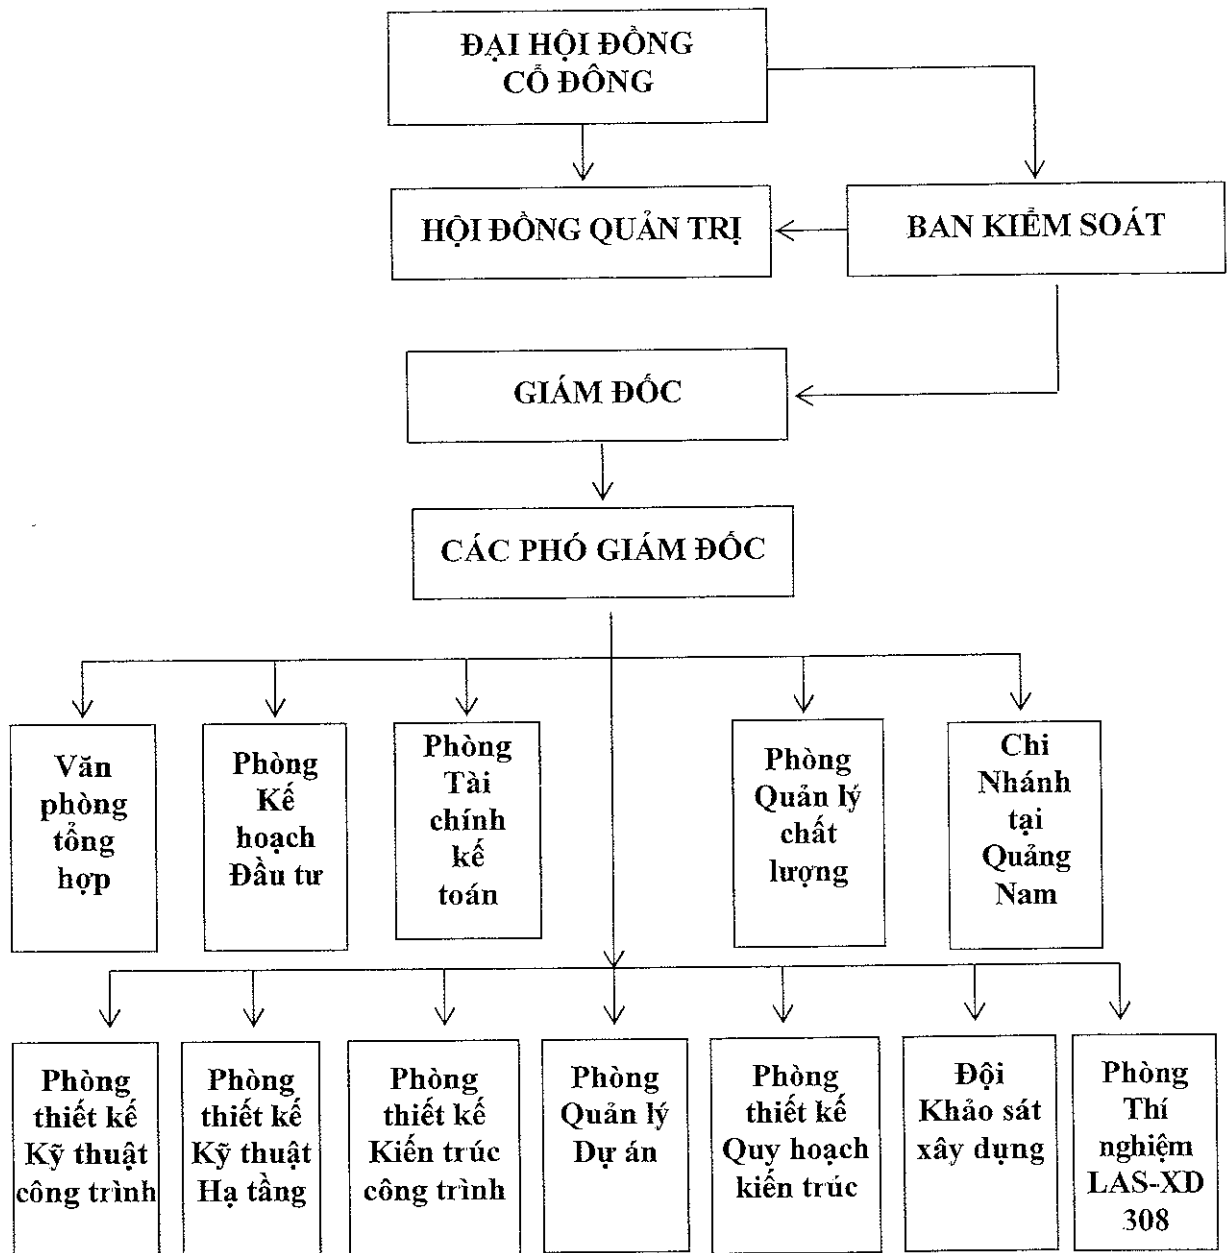 ĐẠI HỘI ĐỒNG
CỔ ĐÔNG
HỘI ĐỒNG QUẢN TRỊ
BAN KIỂM SOÁT
GIÁM ĐỐC
CÁC PHÓ GIÁM ĐỐC
Văn
phòng
tổng
hợp
Phòng
Kế
hoạch
Đầu tư
Phòng
Tài
chính
kế
toán
Phòng
Quản lý
chất
lượng
Chi
Nhánh
tại
Quảng
Nam
Phòng
thiết kế
Kỹ thuật
công trình
Phòng
thiết kế
Kỹ thuật
Hạ tầng
Phòng
thiết kế
Kiến trúc
công trình
Phòng
Quản lý
Dự án
Phòng
thiết kế
Quy hoạch
kiến trúc
Đội
Khảo sát
xây dụng
Phòng
Thí
nghiệm
LAS-XD
308